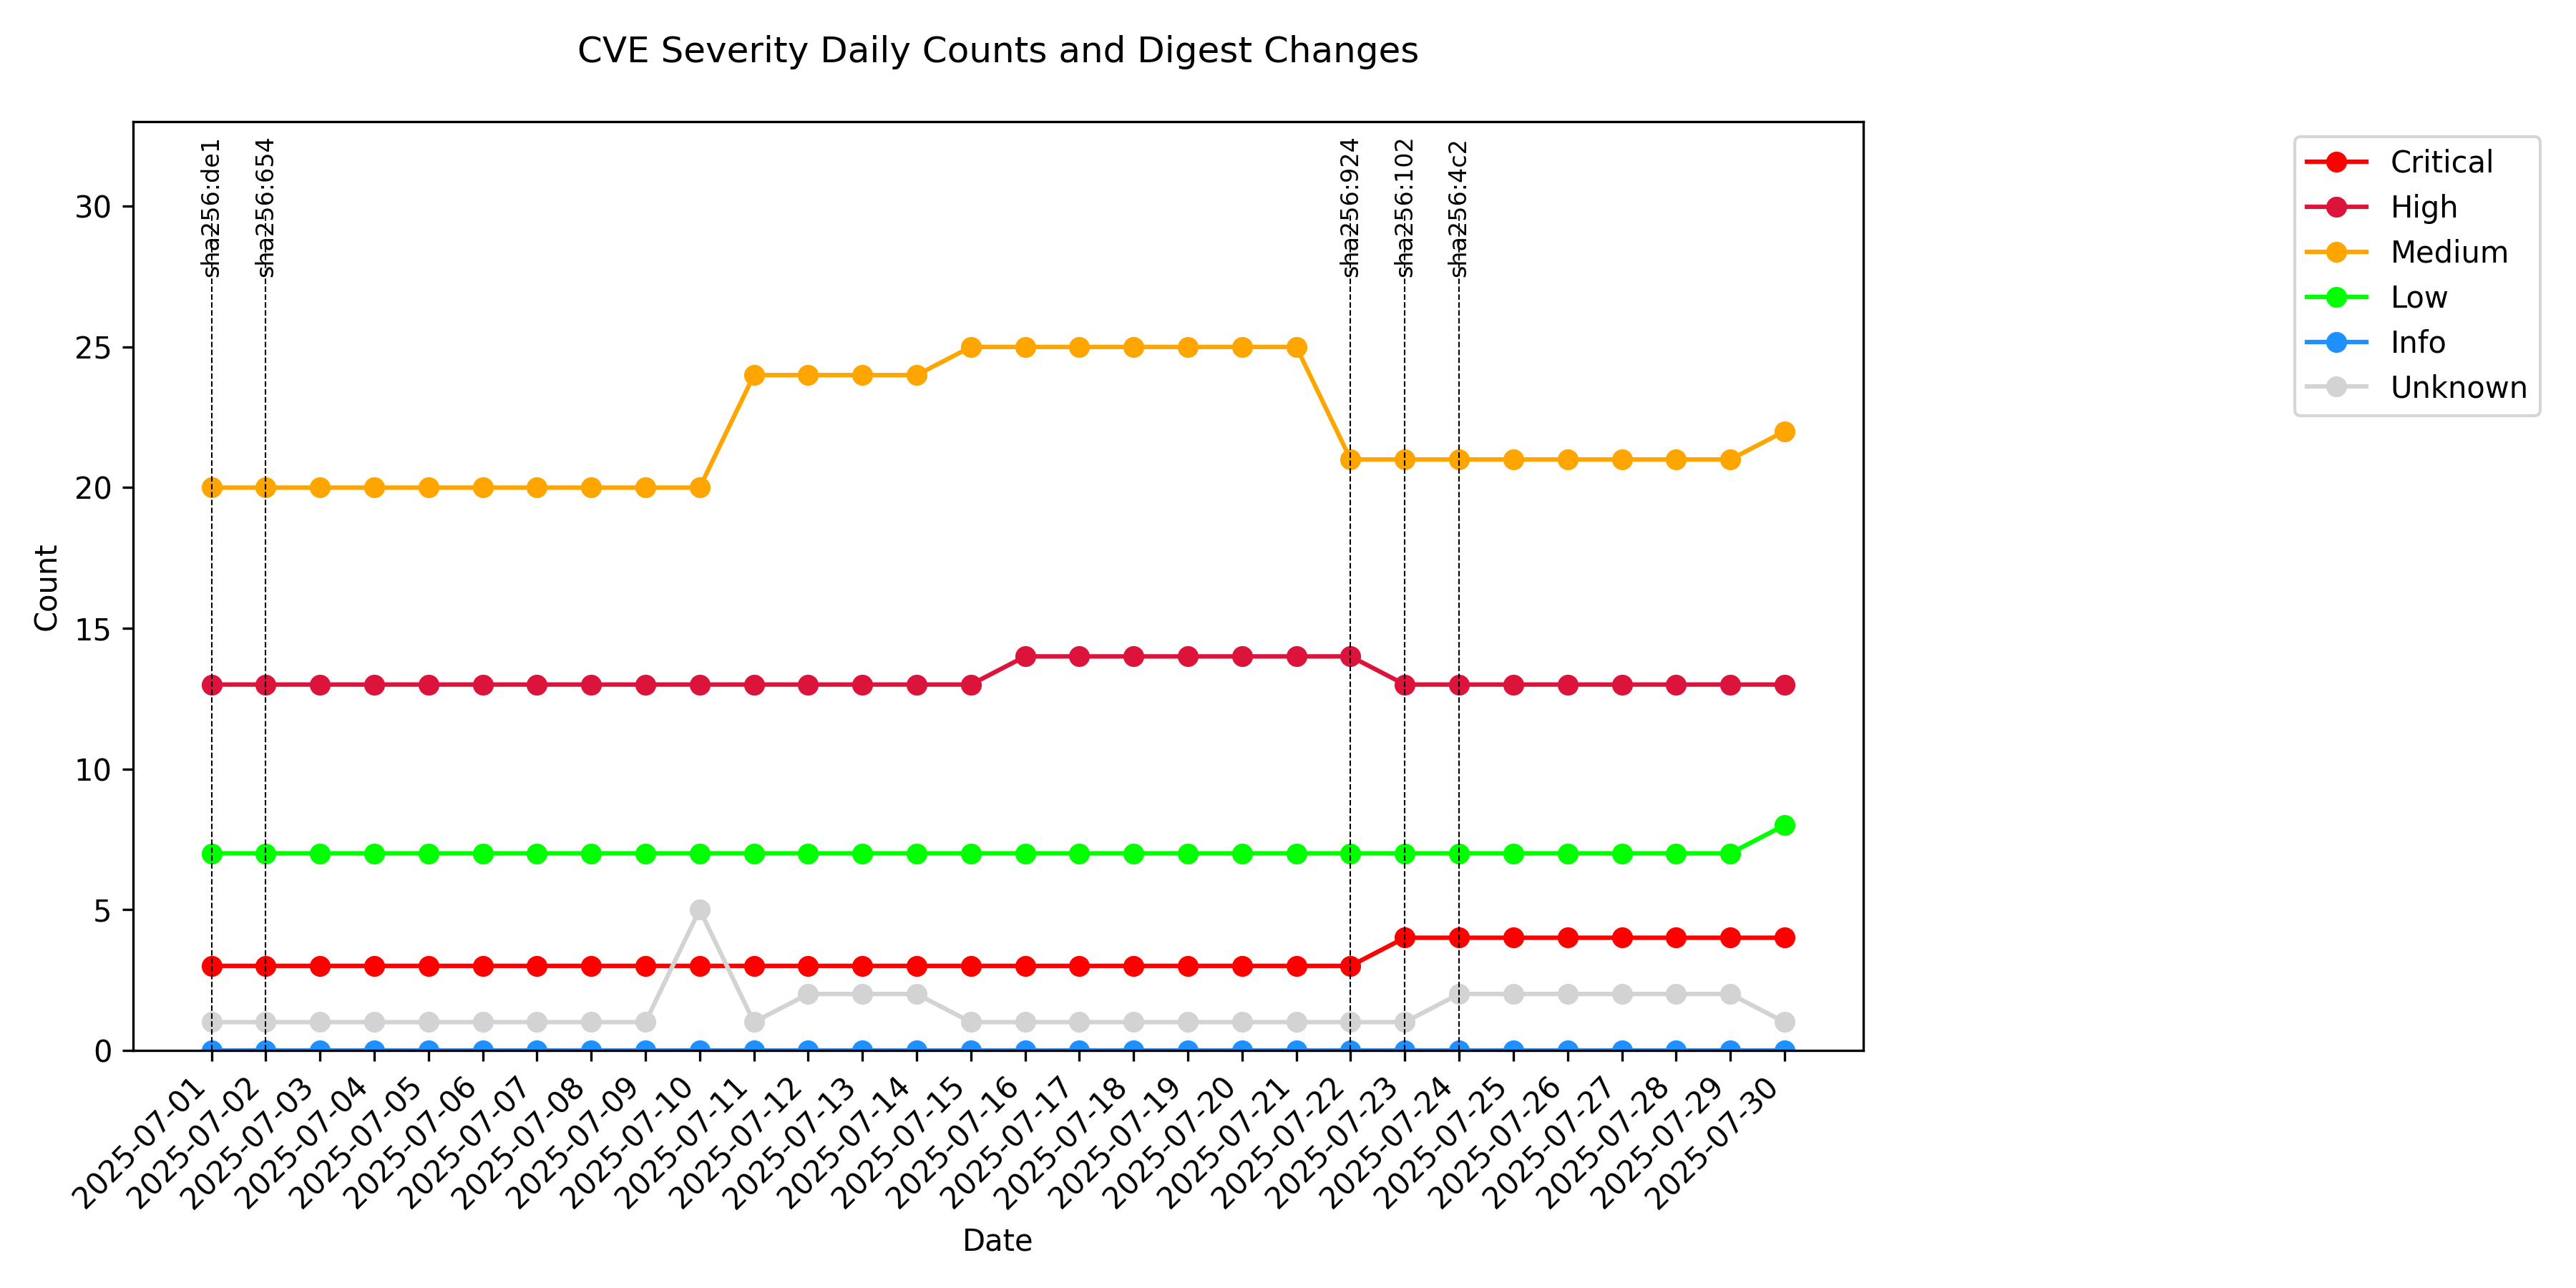 CVE Severity Daily Counts and Digest Changes
sha256:de1
sha256:654
sha256:924
sha256:102
sha256:4c2
Critical
High
Medium
Low
Info
Unknown
Count
30
25
20
15
10
5
0
2025-07-01
2025-07-02
2025-07-03
2025-07-04
2025-07-05
2025-07-06
2025-07-07
2025-07-08
2025-07-09
2025-07-10
2025-07-11
2025-07-12
2025-07-13
2025-07-14
2025-07-15
2025-07-16
2025-07-17
2025-07-18
2025-07-19
2025-07-20
2025-07-21
2025-07-22
2025-07-23
2025-07-24
2025-07-25
2025-07-26
2025-07-27
2025-07-28
2025-07-29
2025-07-30
Date